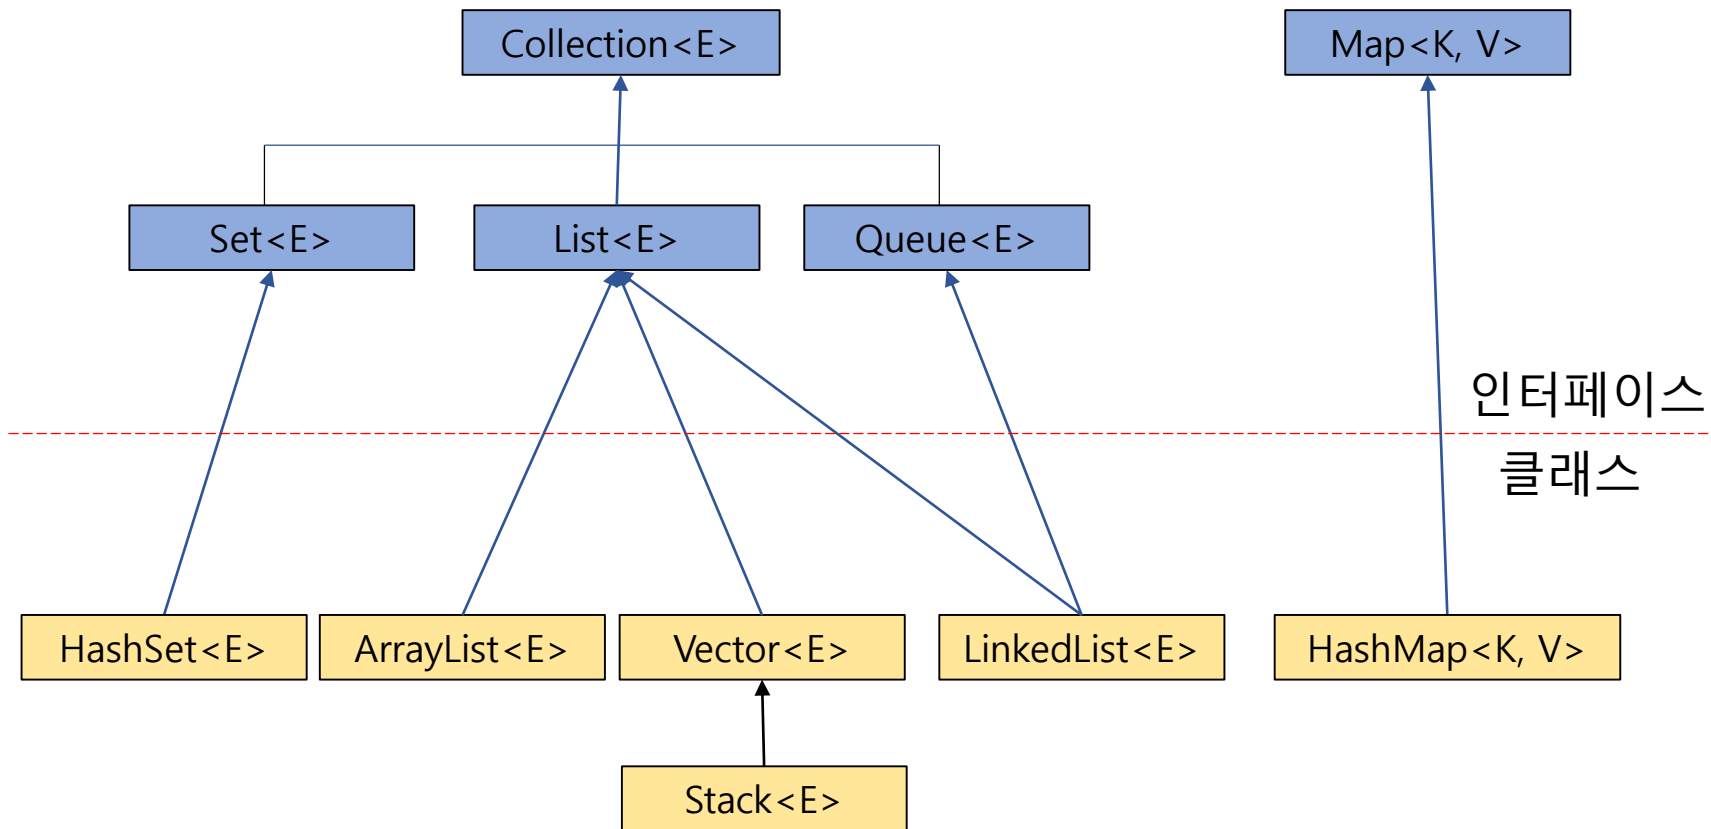 Collection<E>
Map<K, V>
Set<E>
List<E>
Queue<E>
인터페이스
클래스
HashSet<E>
ArrayList<E>
Vector<E>
LinkedList<E>
HashMap<K, V>
Stack<E>